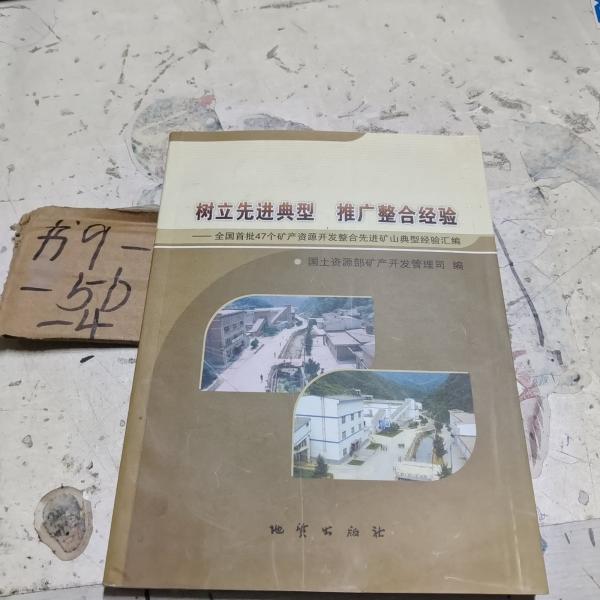 树立先进典型 推广整合经验
——全国首批47个矿产资源开发整合先进矿山典型经验汇编
国土资源部矿产开发管理司 编
地质出版社
书9-
-5b
-4